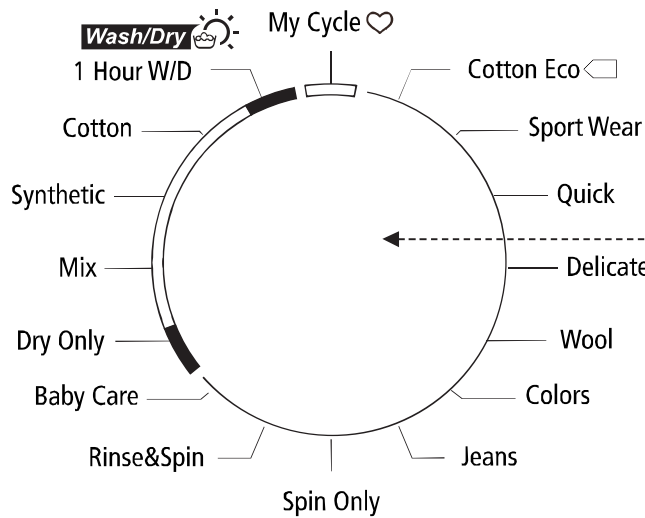 My Cycle
Wash/Dry
1 Hour W/D
Cotton Eco
Cotton
Sport Wear
Synthetic
Quick
Mix
Delicate
Dry Only
Wool
Baby Care
Colors
Rinse&Spin
Jeans
Spin Only